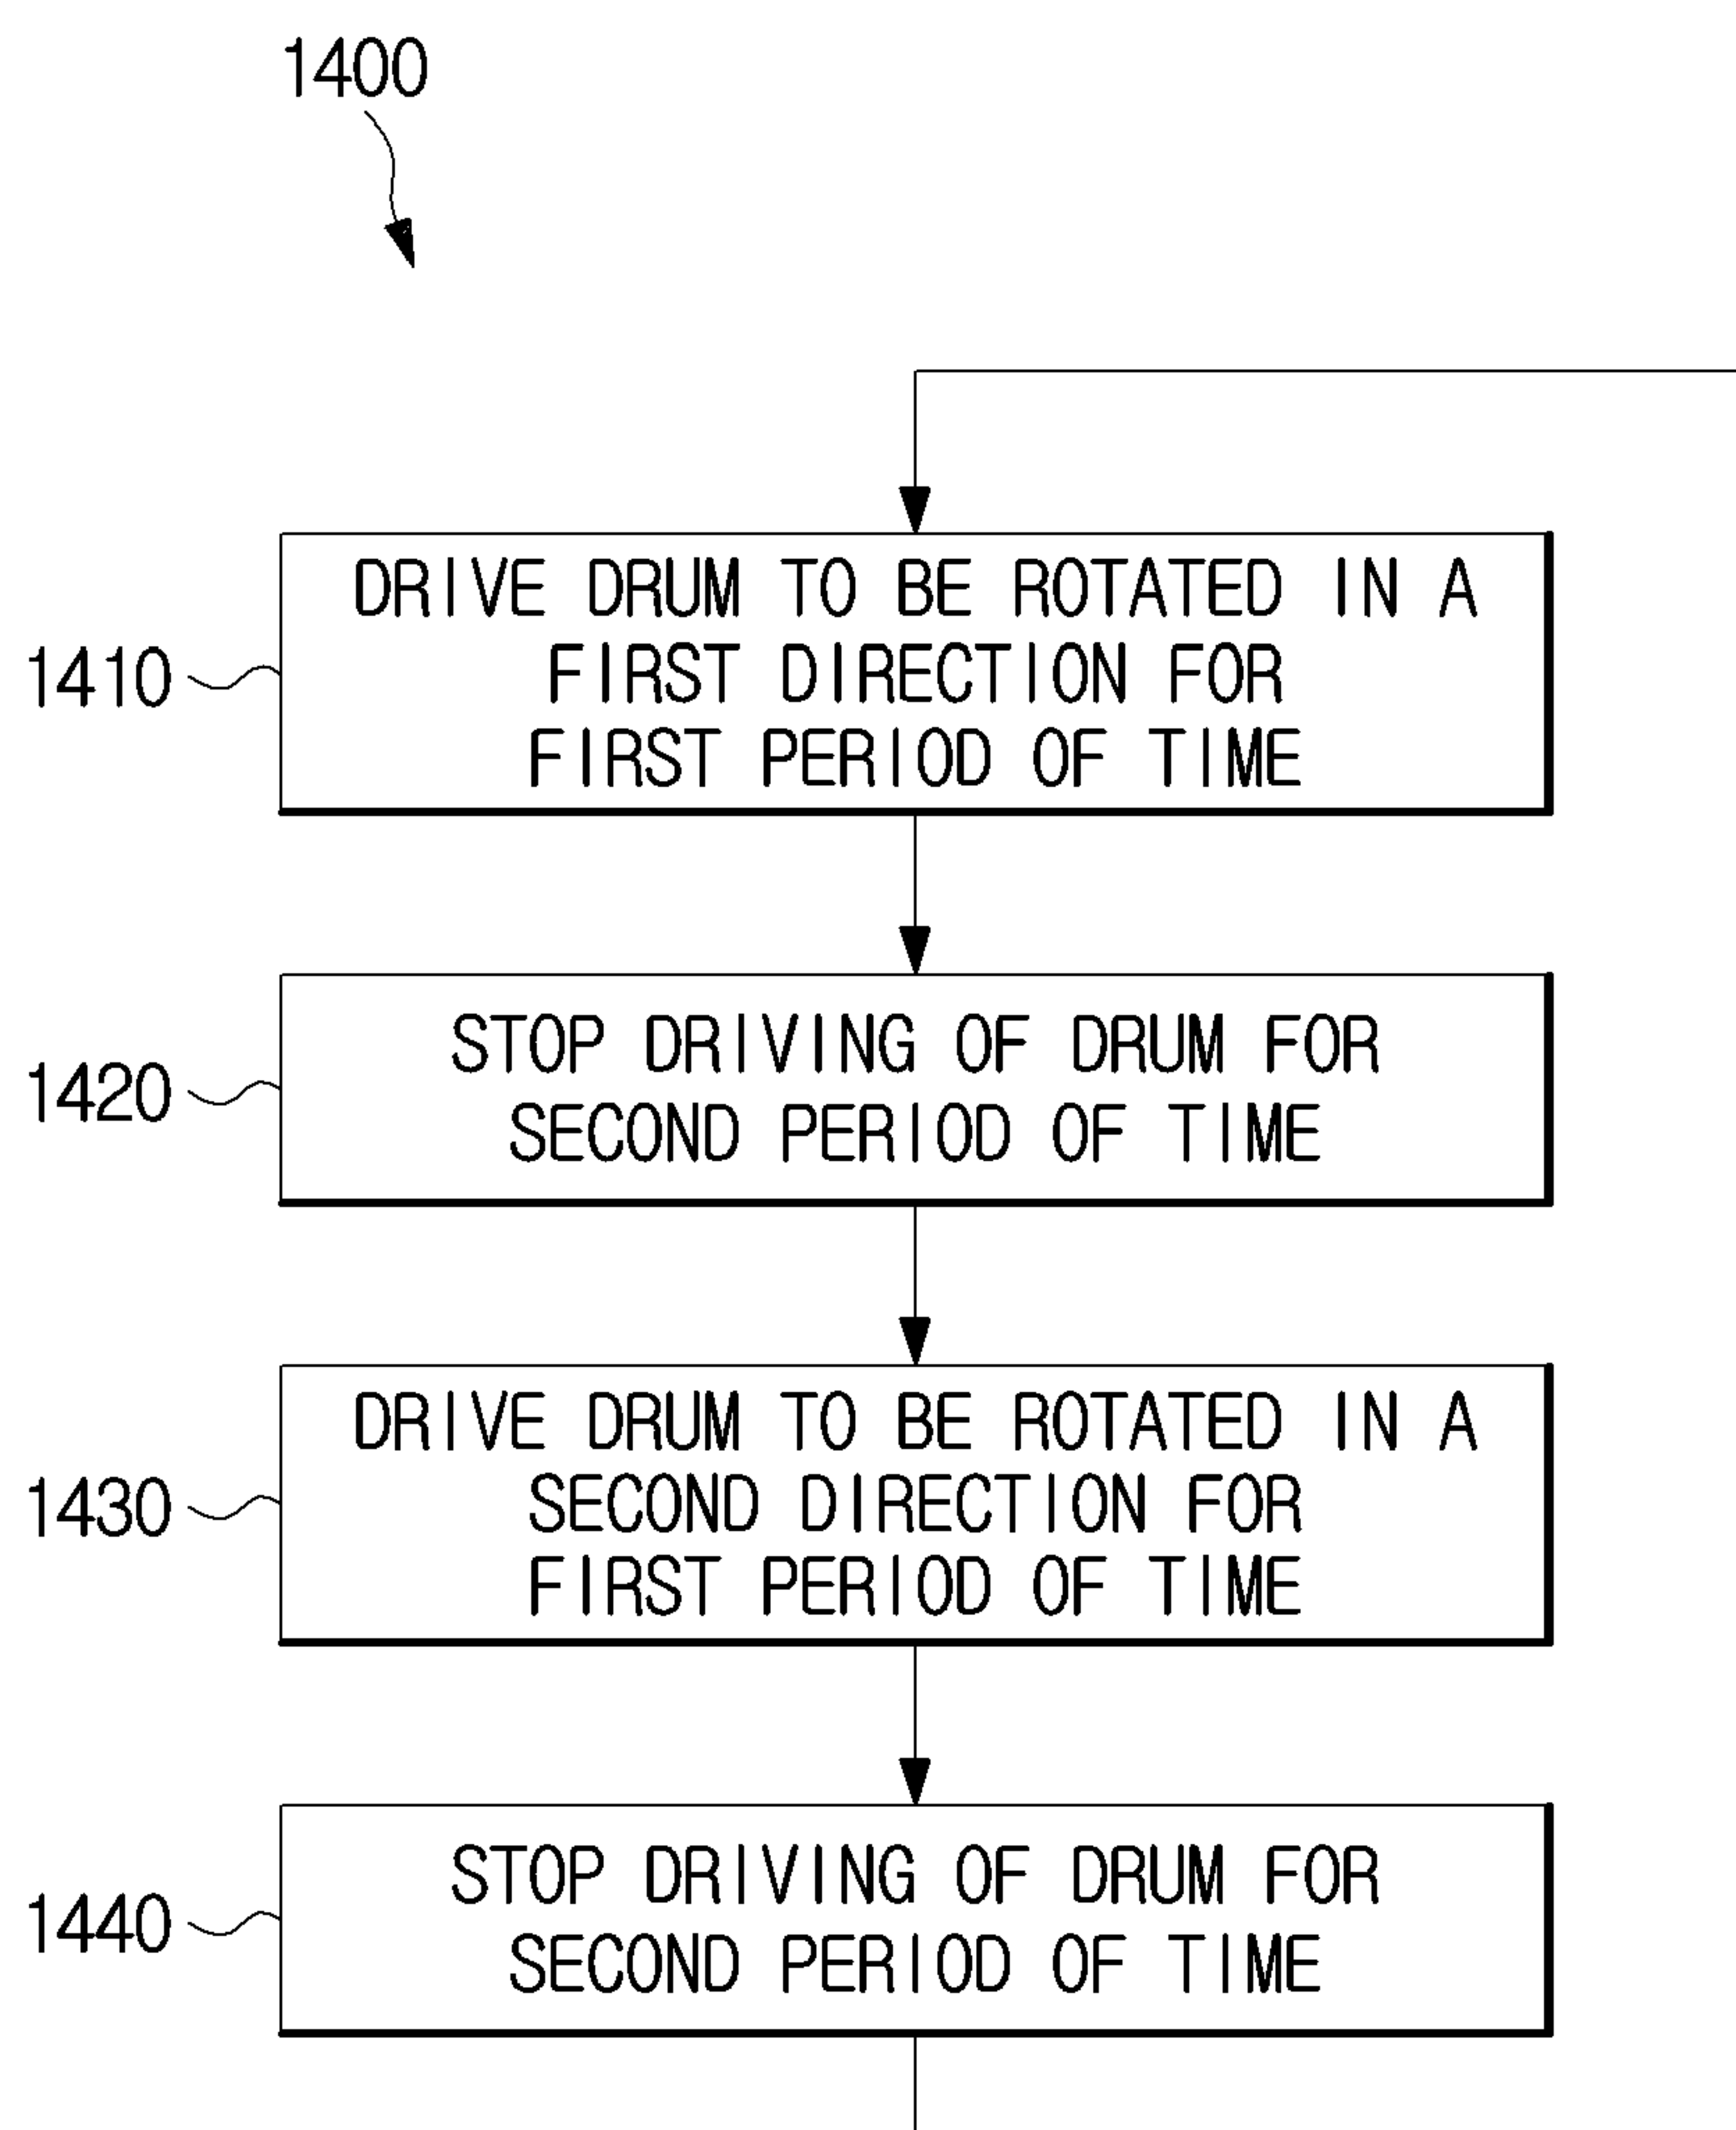 1400
DRIVE DRUM TO BE ROTATED IN A
FIRST DIRECTION FOR
FIRST PERIOD OF TIME
1410
STOP DRIVING OF DRUM FOR
SECOND PERIOD OF TIME
1420
DRIVE DRUM TO BE ROTATED IN A
SECOND DIRECTION FOR
FIRST PERIOD OF TIME
1430
STOP DRIVING OF DRUM FOR
SECOND PERIOD OF TIME
1440